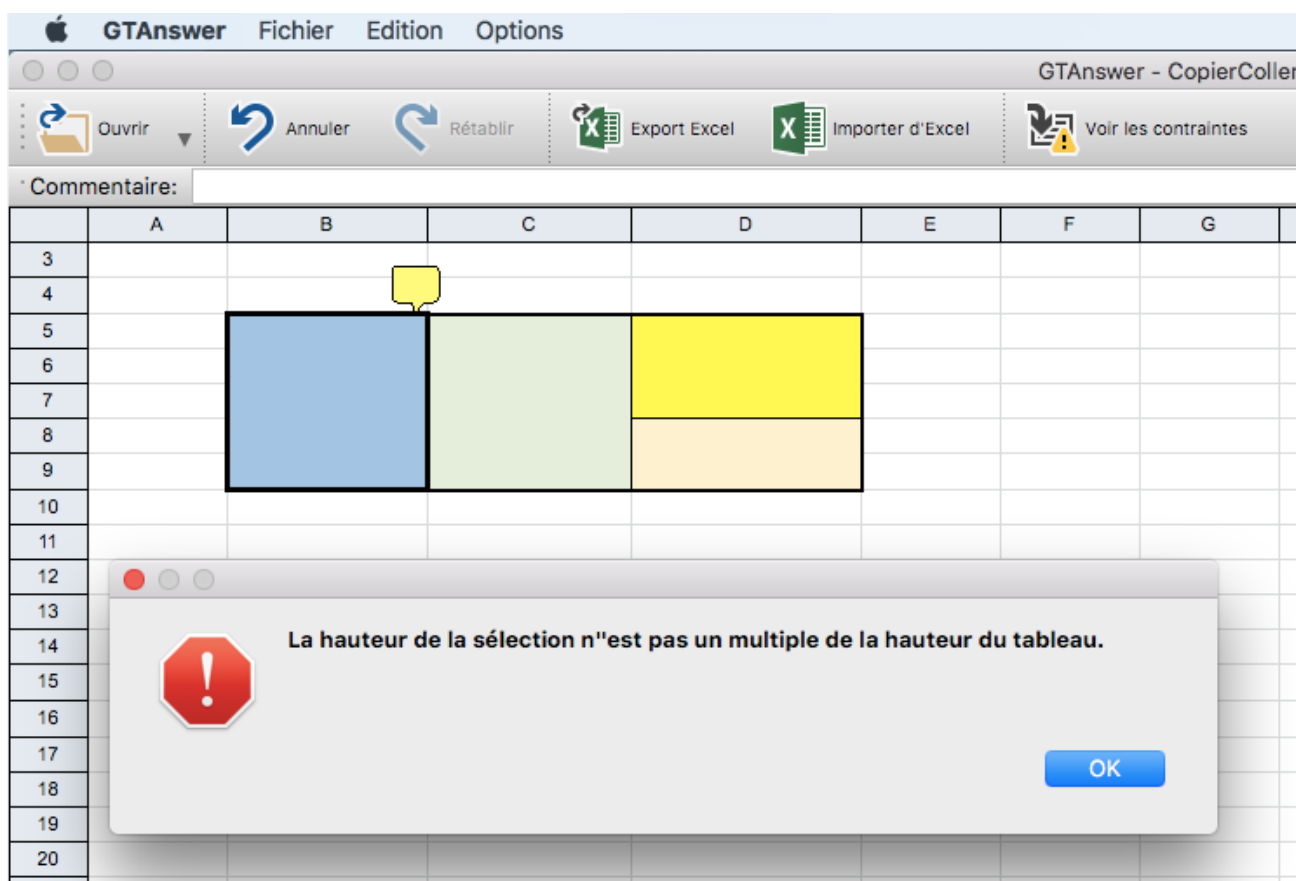 GTAnswer Fichier Edition Options
GTAnswer - CopierColler
Ouvrir Annuler Rétablir Export Excel Importer d'Excel Voir les contraintes
Commentaire:
A B C D E F G
3
4
5
6
7
8
9
10
11
12
13
14
15
16
17
18
19
20
La hauteur de la sélection n''est pas un multiple de la hauteur du tableau.
OK